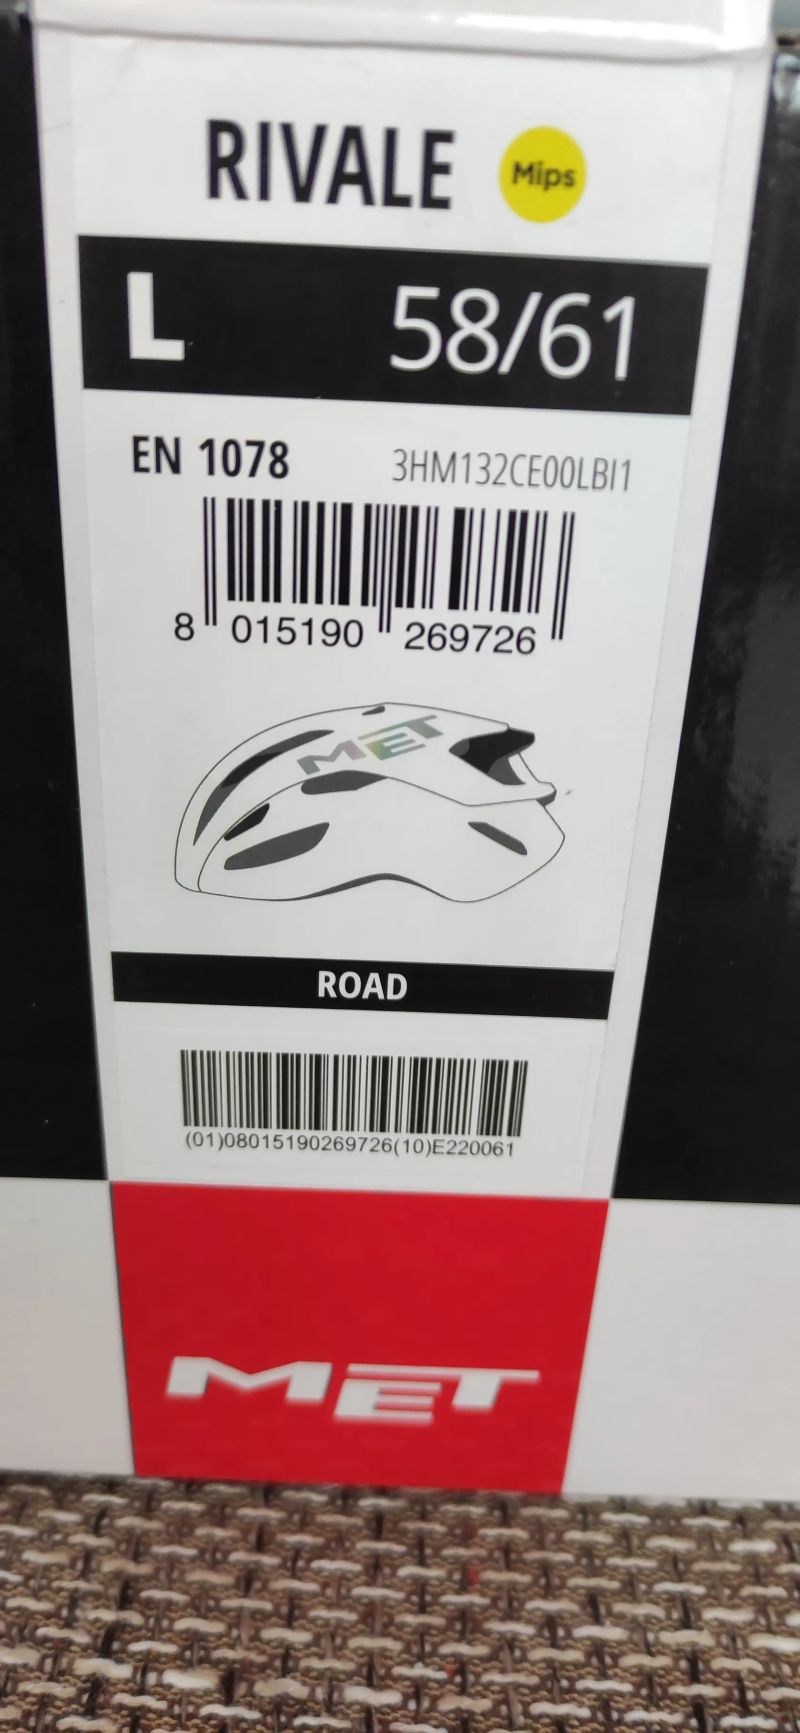 RIVALE Mips
L 58/61
EN 1078 3HM132CE00LBI1
8 015190 269726
MET
ROAD
(01)08015190269726(10)E220061
MET